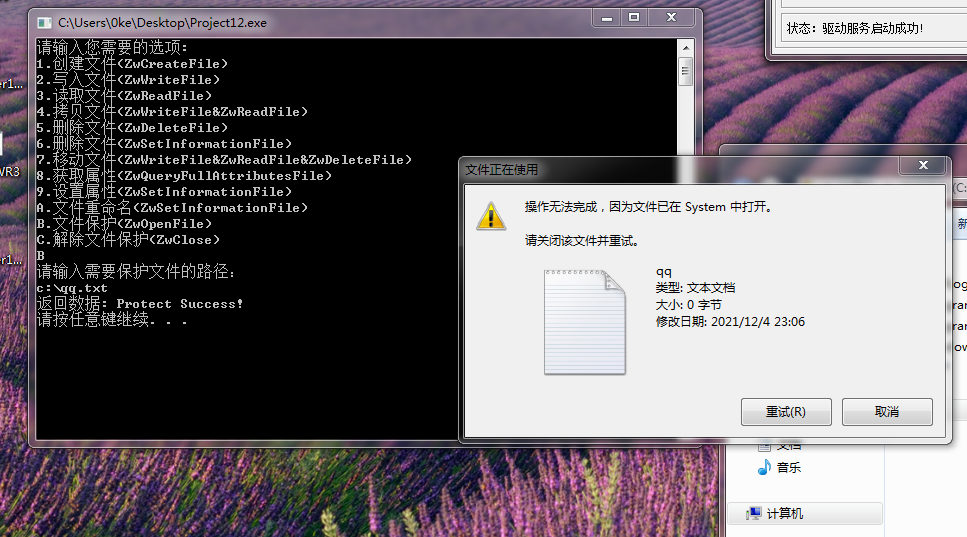 C:\Users\0ke\Desktop\Project12.exe
请输入您需要的选项:
1.创建文件(ZwCreateFile)
2.写入文件(ZwWriteFile)
3.读取文件(ZwReadFile)
4.拷贝文件(ZwWriteFile&ZwReadFile)
5.删除文件(ZwDeleteFile)
6.删除文件(ZwSetInformationFile)
7.移动文件(ZwWriteFile&ZwReadFile&ZwDeleteFile)
8.获取属性(ZwQueryFullAttributesFile)
9.设置属性(ZwSetInformationFile)
A.文件重命名(ZwSetInformationFile)
B.文件保护(ZwOpenFile)
C.解除文件保护(ZwClose)
B
请输入需要保护文件的路径:
c:\qq.txt
返回数据: Protect Success!
请按任意键继续. . .
状态: 驱动服务启动成功!
文件正在使用
操作无法完成，因为文件已在 System 中打开。
请关闭该文件并重试。
qq
类型: 文本文档
大小: 0 字节
修改日期: 2021/12/4 23:06
重试(R)
取消
文档
音乐
计算机